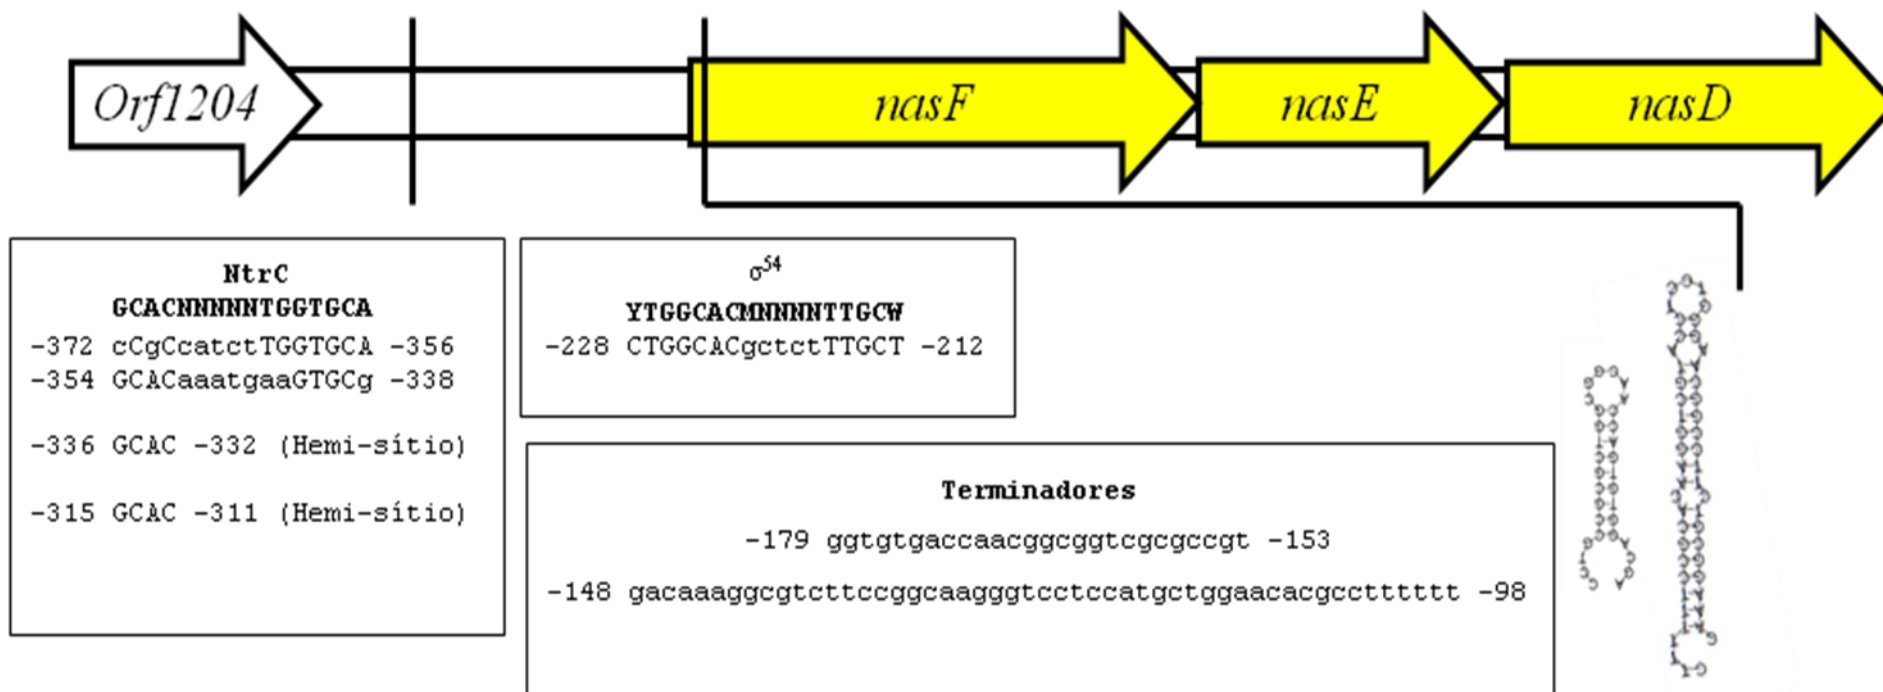 Orf1204
nasF
nasE
nasD
NtrC
GCACNNNNNTGGTGCA
-372 cCgCcatctTGGTGCA -356
-354 GCACaaatgaaGTGCg -338
-336 GCAC -332 (Hemi-sítio)
-315 GCAC -311 (Hemi-sítio)
σ54
YTGGCACMNNNNTTGCW
-228 CTGGCACgctctTTGCT -212
Terminadores
-179 ggtgtgaccaacggcggtcgcgccgt -153
-148 gacaaaggcgtcttccggcaagggtcctccatgctggaacacgcctttttt -98